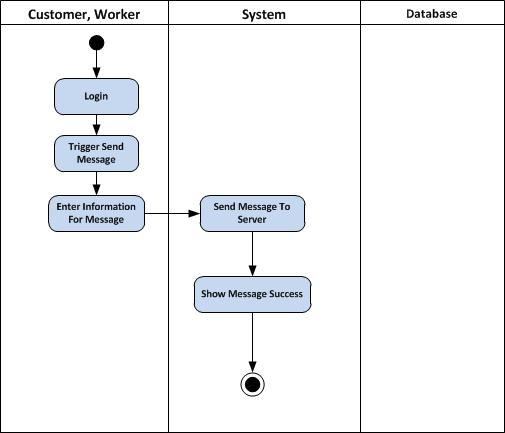 Customer, Worker
System
Database
Login
Trigger Send
Message
Enter Information
For Message
Send Message To
Server
Show Message Success